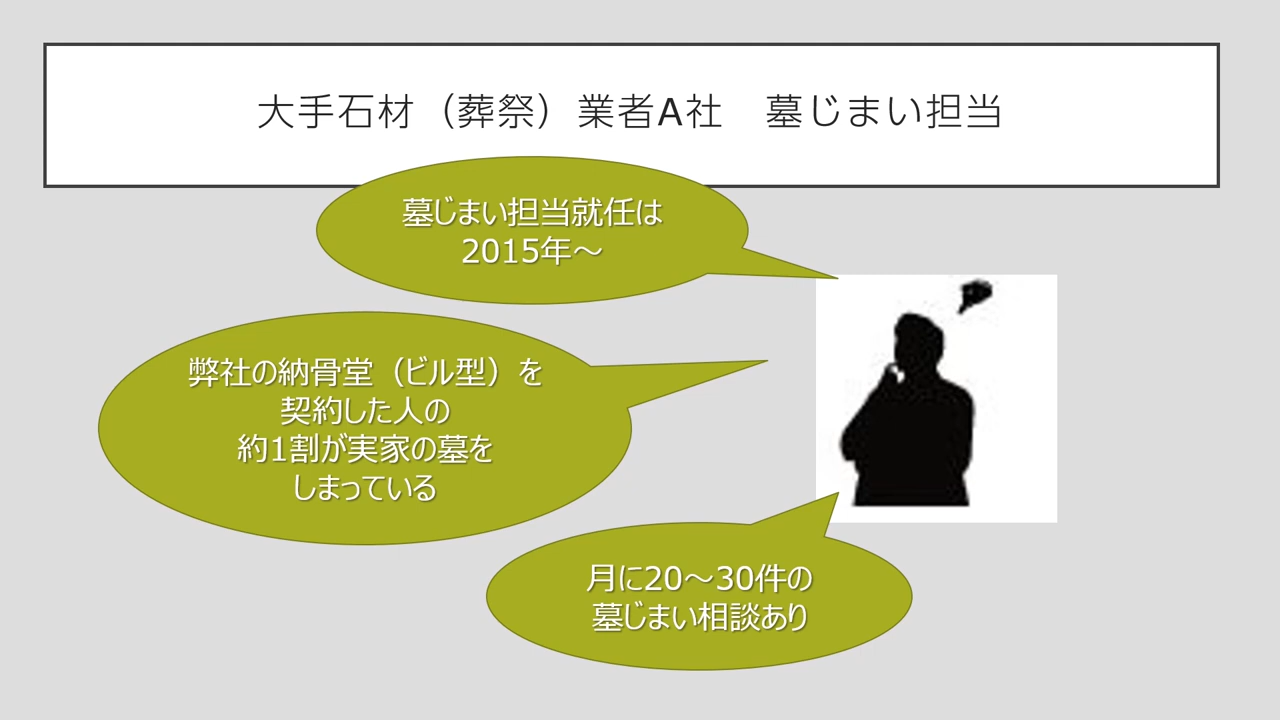 大手石材（葬祭）業者A社　墓じまい担当
墓じまい担当就任は
2015年～
弊社の納骨堂（ビル型）を
契約した人の
約1割が実家の墓を
しまっている
月に20～30件の
墓じまい相談あり